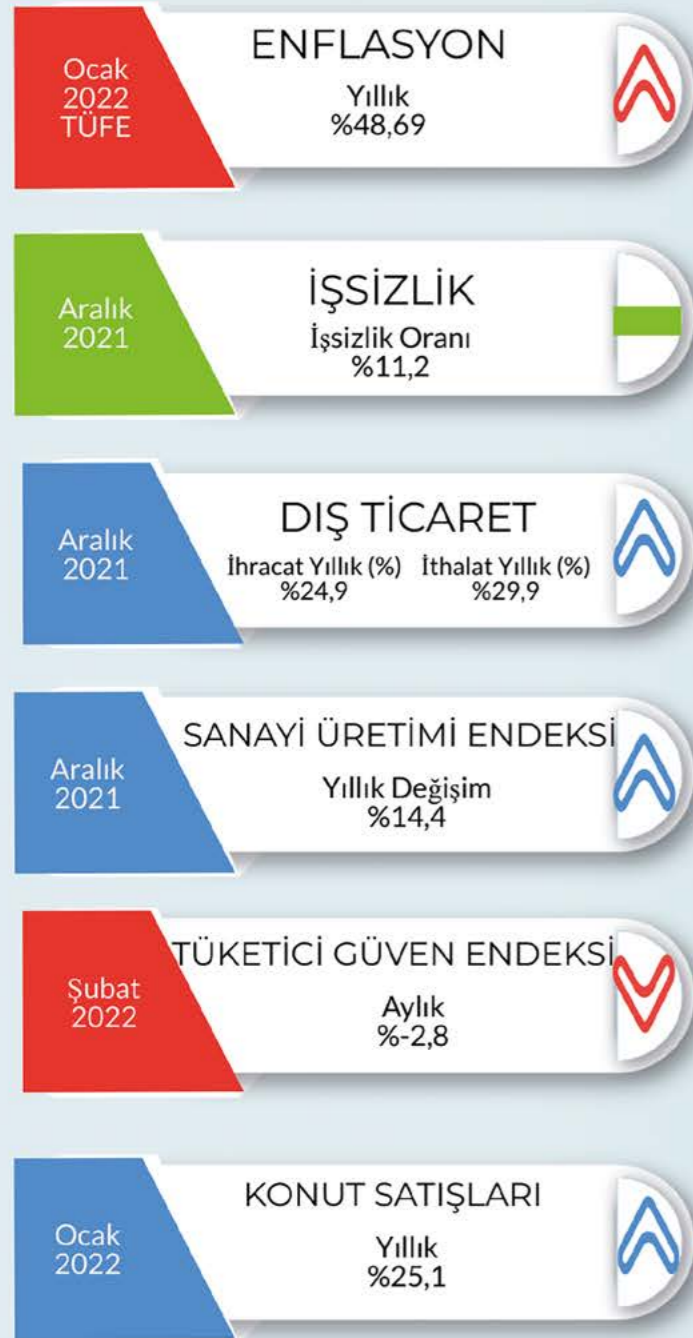 Ocak
2022
TÜFE
ENFLASYON
Yıllık
%48,69
Aralık
2021
İŞSİZLİK
İşsizlik Oranı
%11,2
Aralık
2021
DIŞ TİCARET
İhracat Yıllık (%) İthalat Yıllık (%)
%24,9 %29,9
Aralık
2021
SANAYİ ÜRETİMİ ENDEKSİ
Yıllık Değişim
%14,4
Şubat
2022
TÜKETİCİ GÜVEN ENDEKSİ
Aylık
%-2,8
Ocak
2022
KONUT SATIŞLARI
Yıllık
%25,1